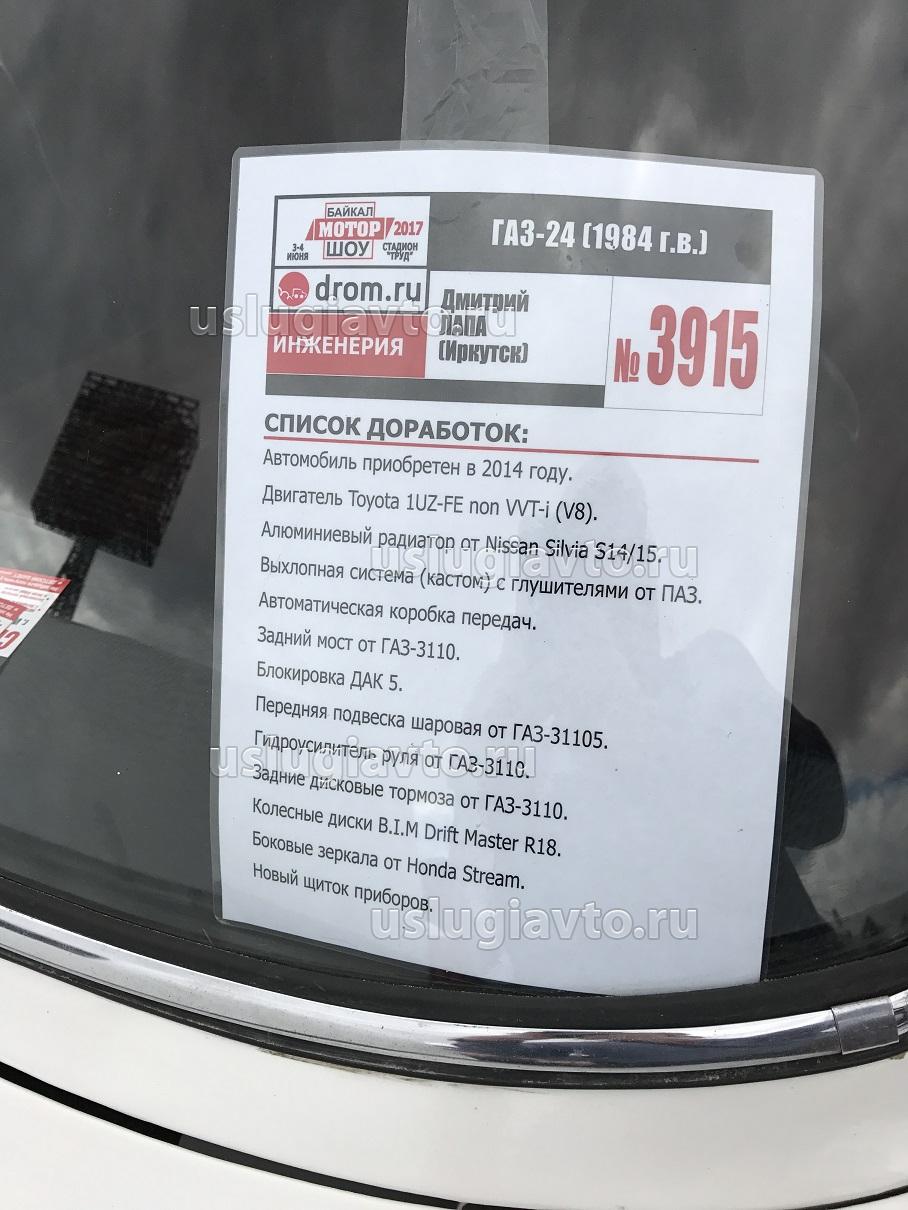 БАЙКАЛ
МОТОР
ШОУ
2017
3-4
ИЮНЯ
СТАДИОН
"ТРУД"
ГАЗ-24 (1984 г.в.)
drom.ru
ИНЖЕНЕРИЯ
Дмитрий
ЛАПА
(Иркутск)
№ 3915
uslugiavto.ru
СПИСОК ДОРАБОТОК:
Автомобиль приобретен в 2014 году.
Двигатель Toyota 1UZ-FE non VVT-i (V8).
Алюминиевый радиатор от Nissan Silvia S14/15.
uslugiavto.ru
Выхлопная система (кастом) с глушителями от ПАЗ.
Автоматическая коробка передач.
Задний мост от ГАЗ-3110.
Блокировка ДАК 5.
Передняя подвеска шаровая от ГАЗ-31105.
Гидроусилитель руля от ГАЗ-3110.
uslugiavto.ru
Задние дисковые тормоза от ГАЗ-3110.
Колесные диски B.I.M Drift Master R18.
Боковые зеркала от Honda Stream.
Новый щиток приборов.
uslugiavto.ru